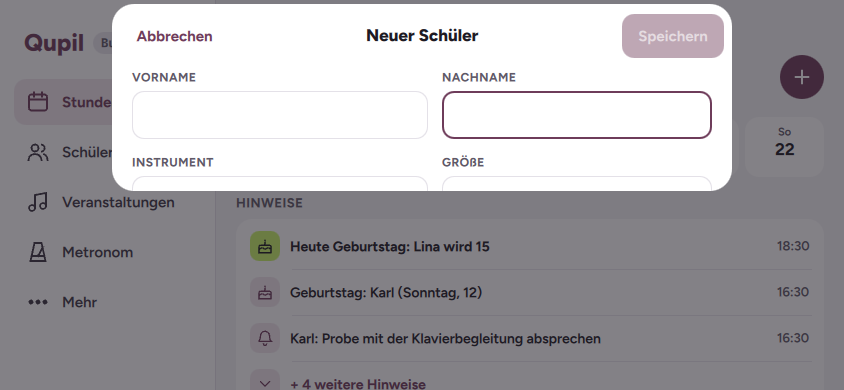 Qupil
Abbrechen
Neuer Schüler
Speichern
VORNAME
NACHNAME
INSTRUMENT
GRÖßE
Stunde
Schüler
Veranstaltungen
Metronom
Mehr
So
22
HINWEISE
Heute Geburtstag: Lina wird 15
18:30
Geburtstag: Karl (Sonntag, 12)
16:30
Karl: Probe mit der Klavierbegleitung absprechen
16:30
+ 4 weitere Hinweise